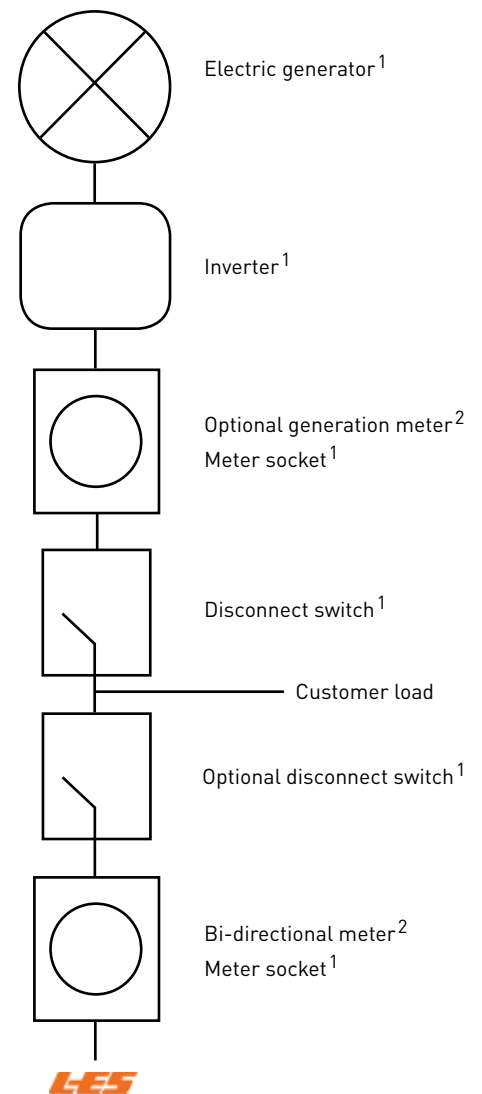 Electric generator1
Inverter1
Optional generation meter2
Meter socket1
Disconnect switch1
Customer load
Optional disconnect switch1
Bi-directional meter2
Meter socket1
LES